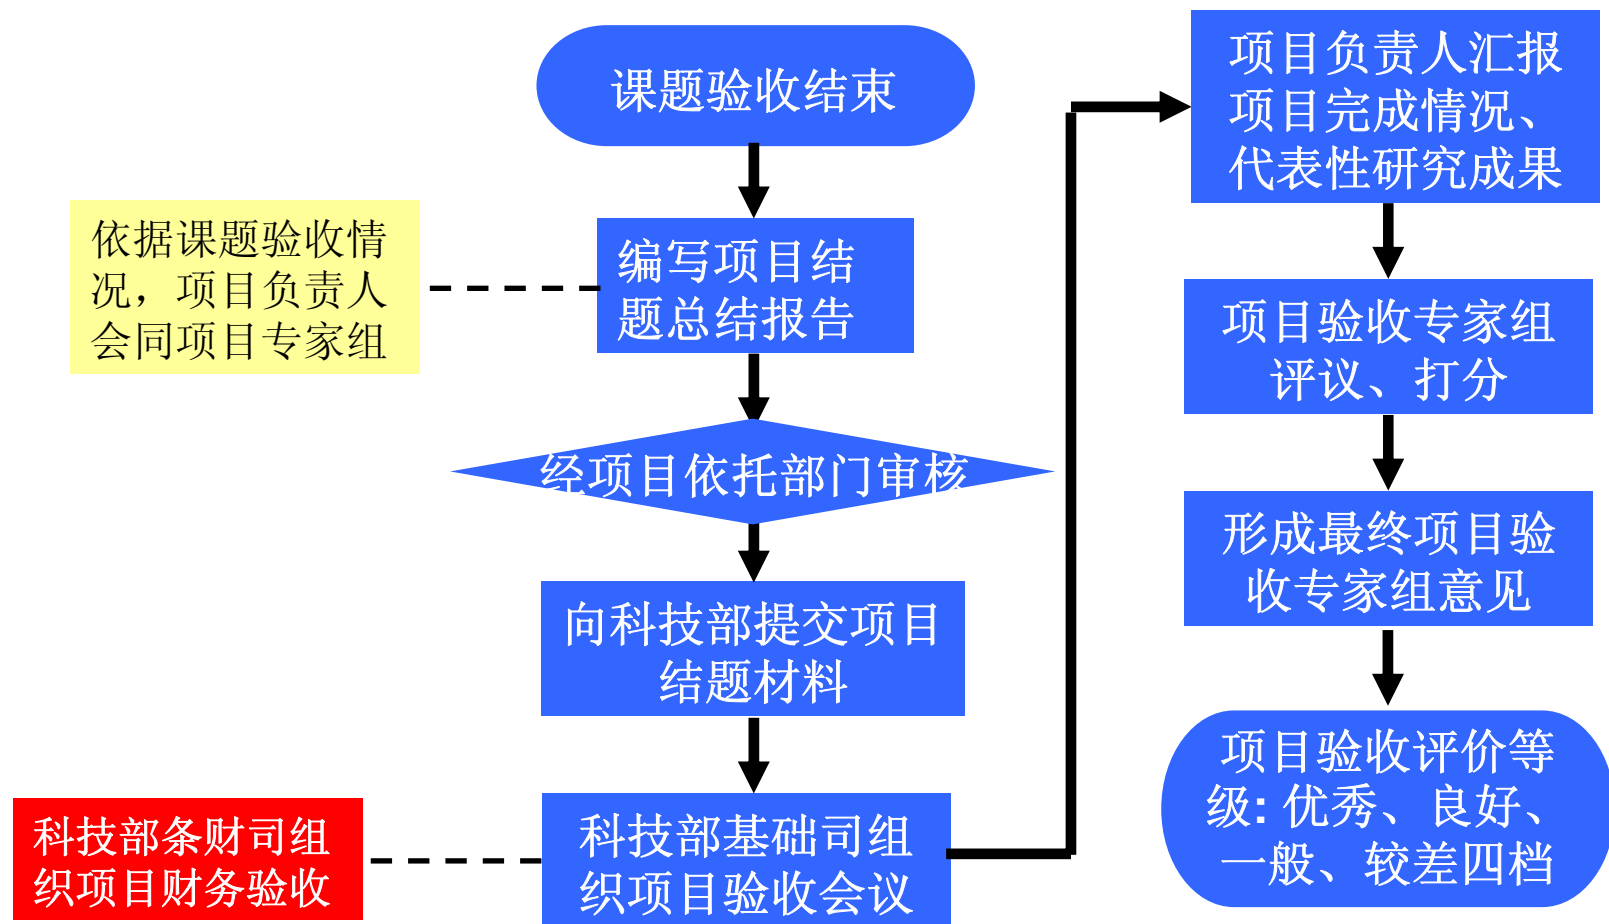 课题验收结束
依据课题验收情
况，项目负责人
会同项目专家组
编写项目结
题总结报告
经项目依托部门审核
向科技部提交项目
结题材料
科技部条财司组
织项目财务验收
科技部基础司组
织项目验收会议
项目负责人汇报
项目完成情况、
代表性研究成果
项目验收专家组
评议、打分
形成最终项目验
收专家组意见
项目验收评价等
级：优秀、良好、
一般、较差四档